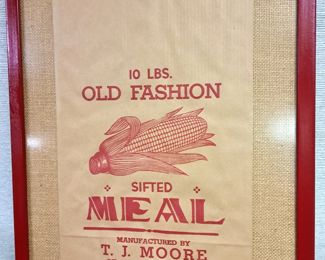 10 LBS.
OLD FASHION
SIFTED
MEAL
MANUFACTURED BY
T. J. MOORE